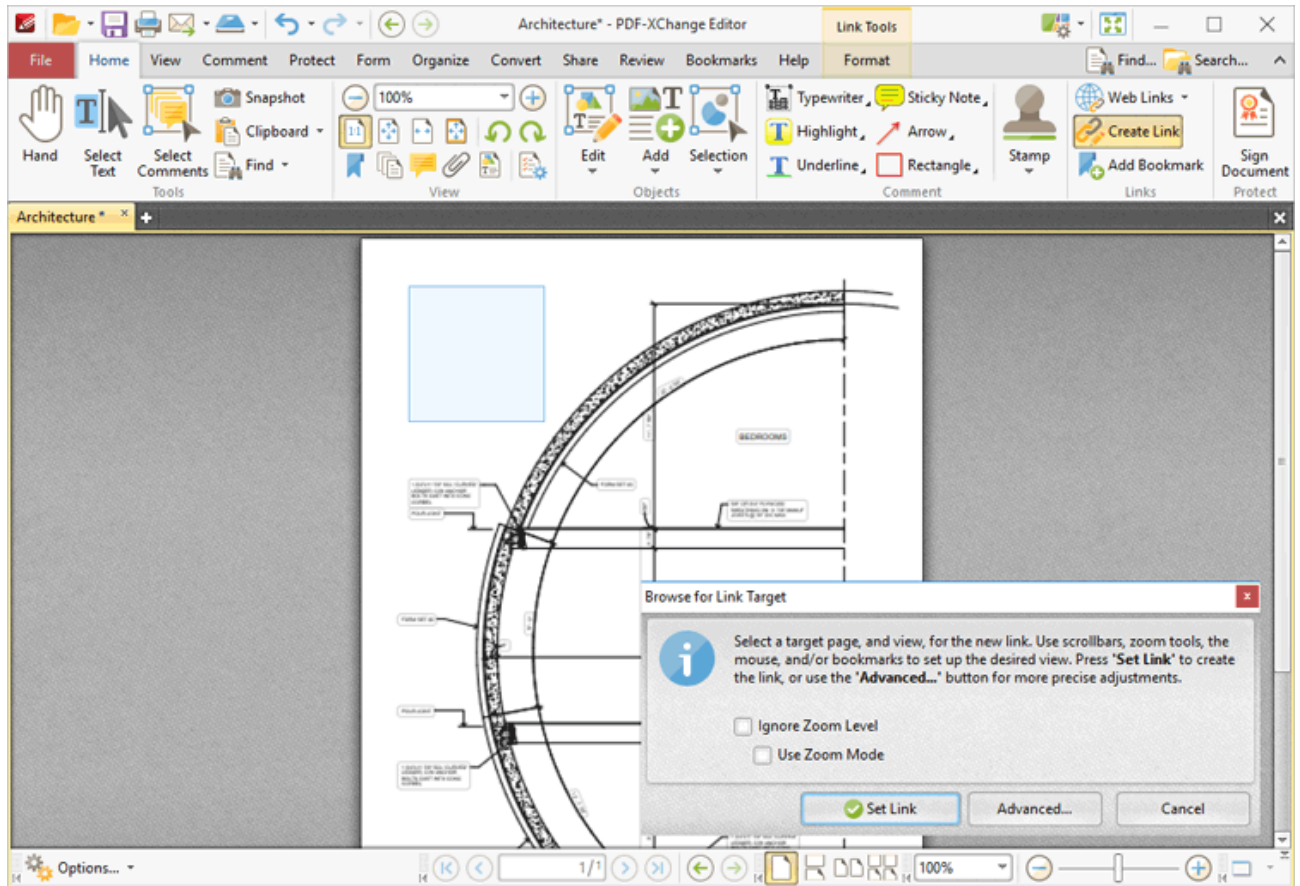 Architecture* - PDF-XChange Editor
Link Tools
File Home View Comment Protect Form Organize Convert Share Review Bookmarks Help Format Find... Search...
Hand
Select Text
Select Comments
Snapshot
Clipboard
Find
Tools
100%
1:1
View
Edit
Add
Selection
Objects
Typewriter
Sticky Note
Highlight
Arrow
Underline
Rectangle
Stamp
Comment
Web Links
Create Link
Add Bookmark
Links
Sign Document
Protect
Architecture *
BEDROOMS
Browse for Link Target
Select a target page, and view, for the new link. Use scrollbars, zoom tools, the
mouse, and/or bookmarks to set up the desired view. Press "Set Link" to create
the link, or use the "Advanced..." button for more precise adjustments.
Ignore Zoom Level
Use Zoom Mode
Set Link Advanced... Cancel
Options... 1/1 100%